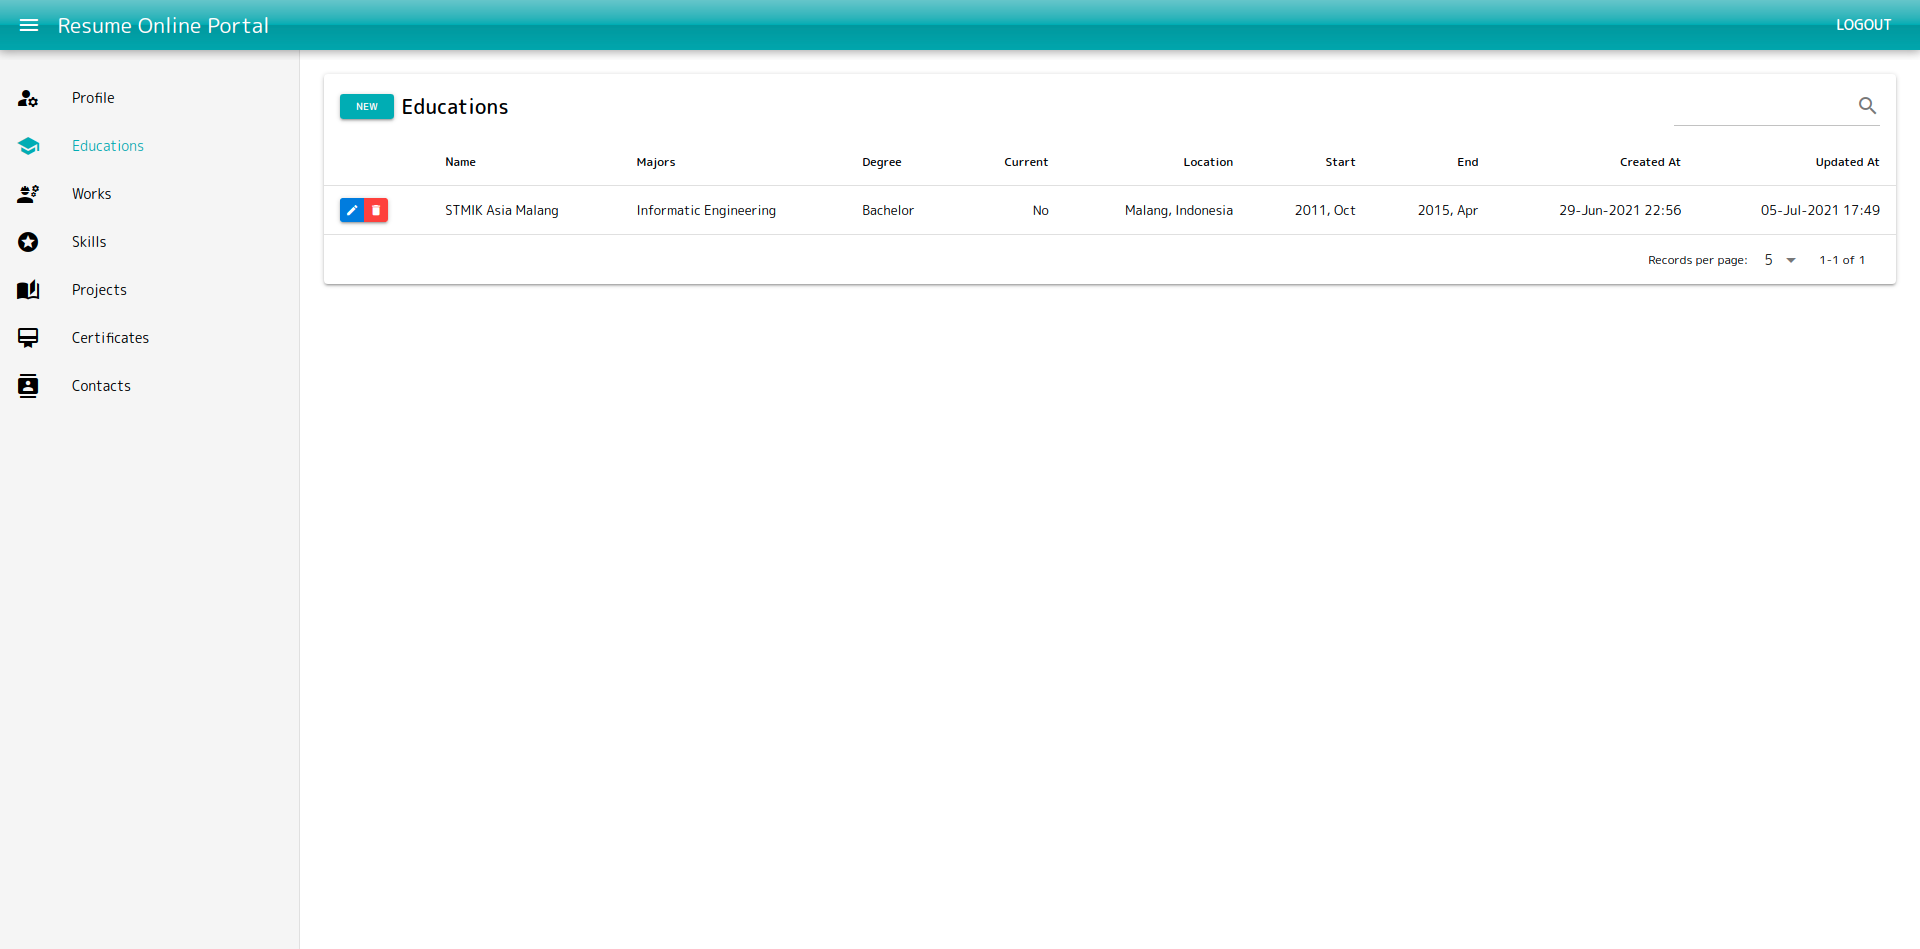 Resume Online Portal LOGOUT
Profile
Educations
Works
Skills
Projects
Certificates
Contacts
NEW Educations
Name Majors Degree Current Location Start End Created At Updated At
STMIK Asia Malang Informatic Engineering Bachelor No Malang, Indonesia 2011, Oct 2015, Apr 29-Jun-2021 22:56 05-Jul-2021 17:49
Records per page: 5 1-1 of 1